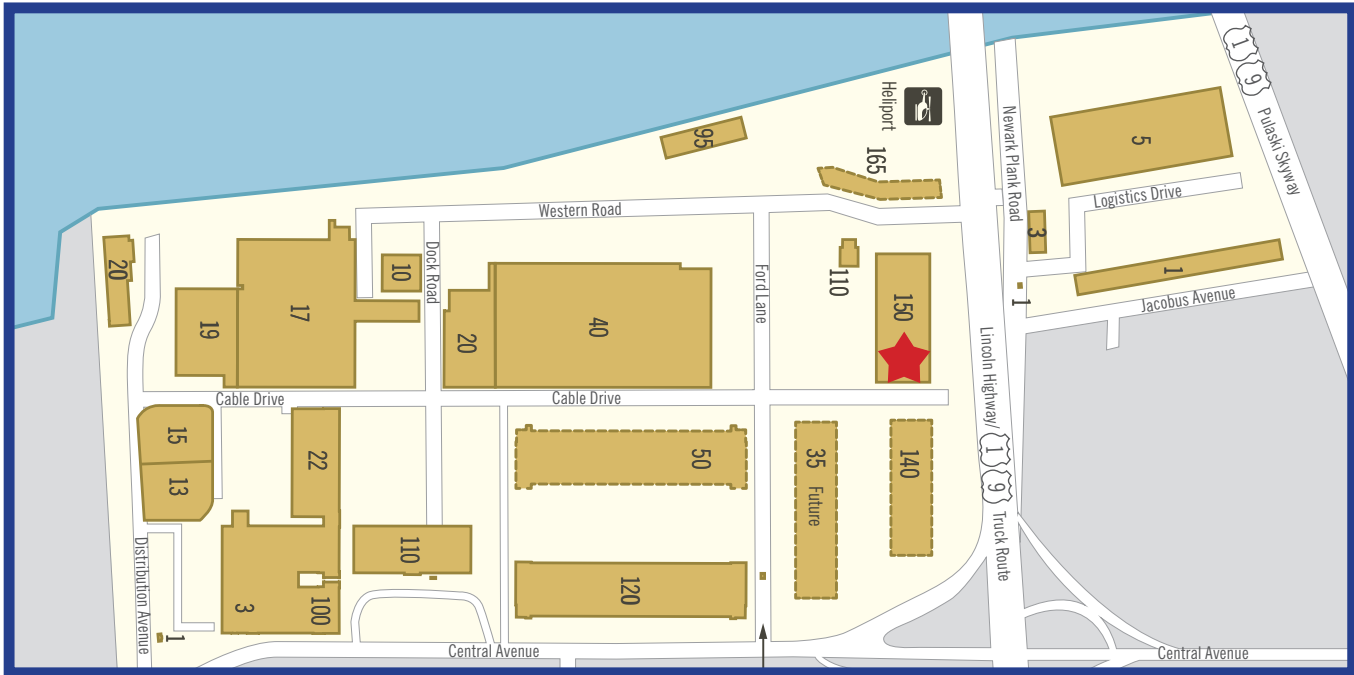 1
9
Pulaski Skyway
Heliport
Newark Plank Road
5
95
165
Logistics Drive
Western Road
3
20
Dock Road
10
Ford Lane
110
150
1
1
Jacobus Avenue
17
19
20
40
Lincoln Highway/
1
9
Truck Route
Cable Drive
Cable Drive
15
13
22
50
35
Future
140
110
120
Distribution Avenue
3
100
1
Central Avenue
Central Avenue